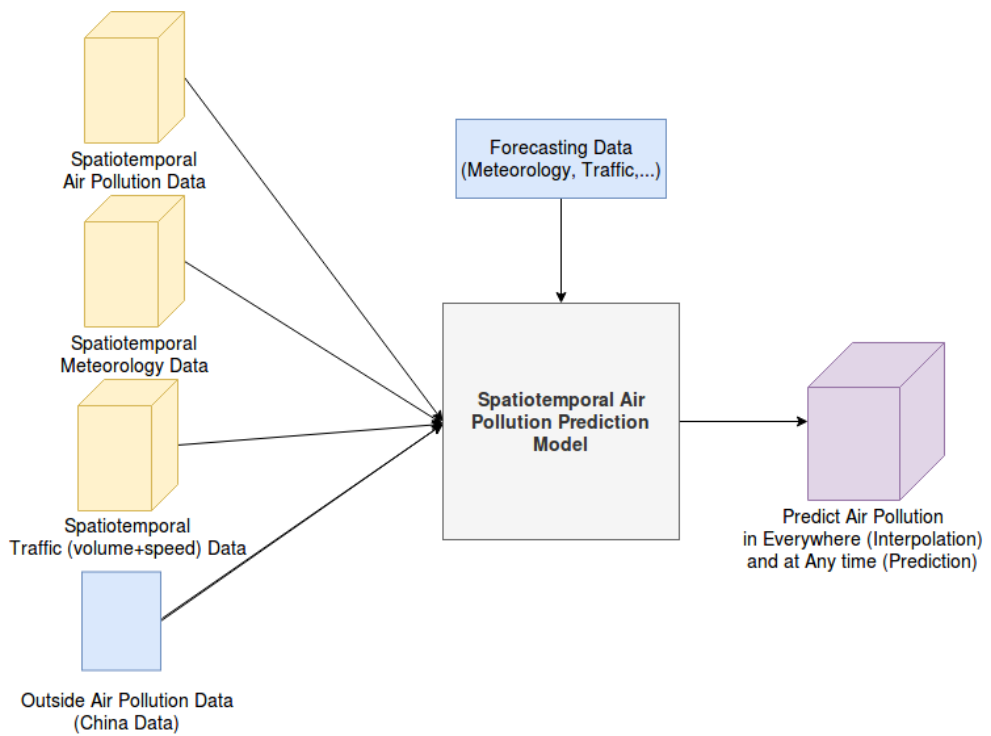 Spatiotemporal
Air Pollution Data
Forecasting Data
(Meteorology, Traffic,...)
Spatiotemporal
Meteorology Data
Spatiotemporal Air
Pollution Prediction
Model
Spatiotemporal
Traffic (volume+speed) Data
Predict Air Pollution
in Everywhere (Interpolation)
and at Any time (Prediction)
Outside Air Pollution Data
(China Data)